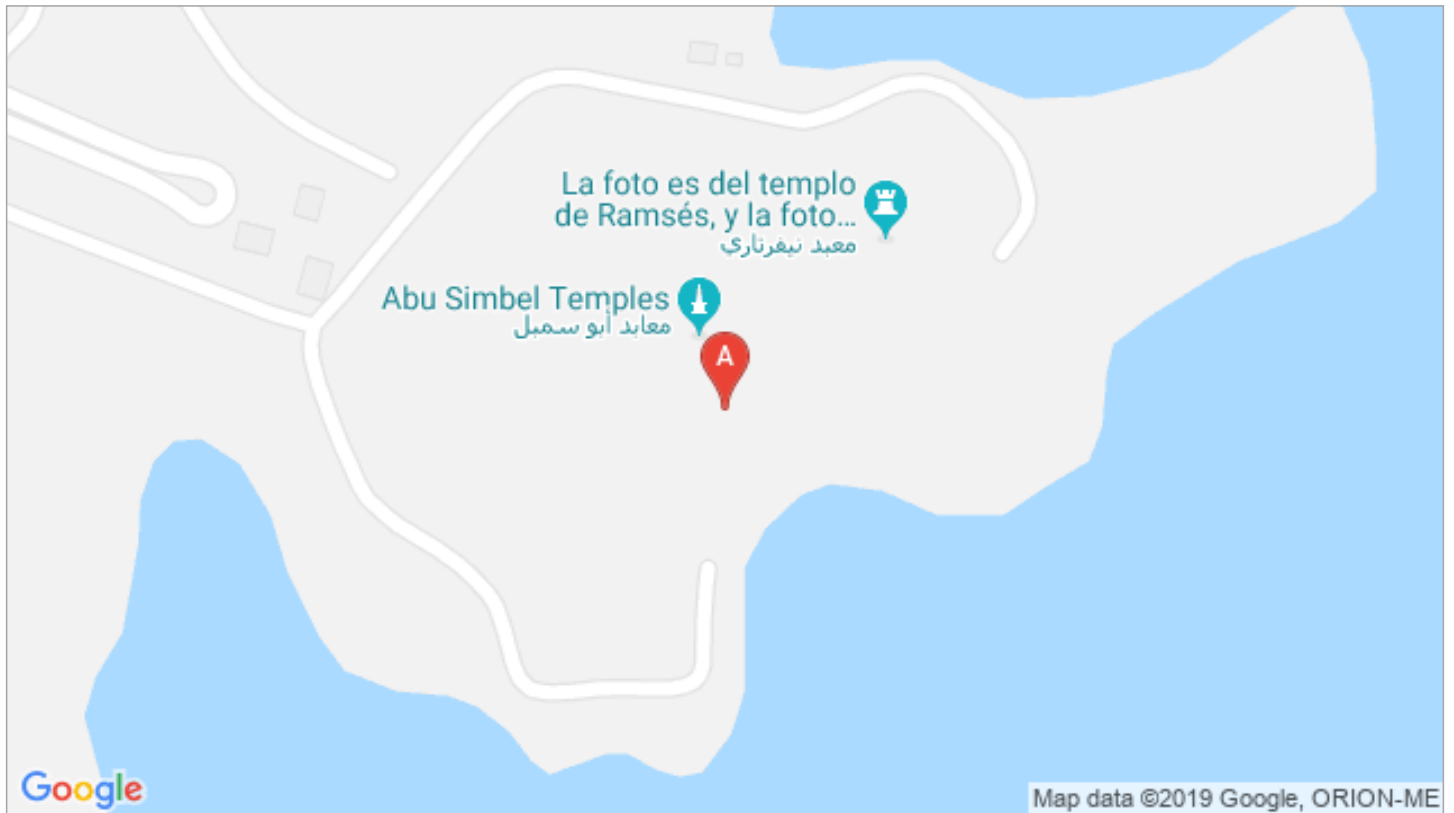 La foto es del templo
de Ramsés, y la foto...
معبد نيفرتاري
Abu Simbel Temples
معابد أبو سمبل
A
Google
Map data ©2019 Google, ORION-ME